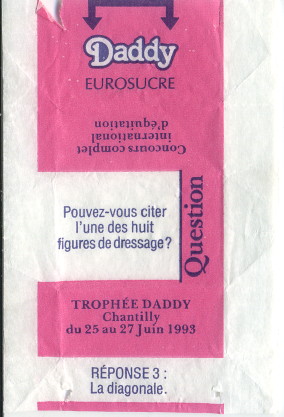 Daddy
EUROSUCRE
Concours complet
international
d'équitation
Pouvez-vous citer
l'une des huit
figures de dressage?
Question
TROPHÉE DADDY
Chantilly
du 25 au 27 Juin 1993
RÉPONSE 3 :
La diagonale.